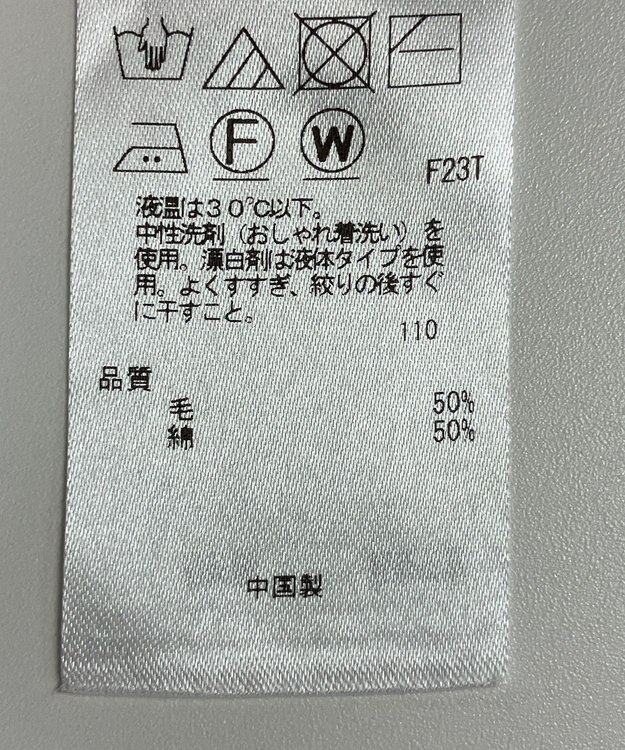 F W F23T
液温は30℃以下。
中性洗剤（おしゃれ着洗い）を
使用。漂白剤は液体タイプを使
用。よくすすぎ、絞りの後すぐ
に干すこと。
110
品質
毛 50%
綿 50%
中国製